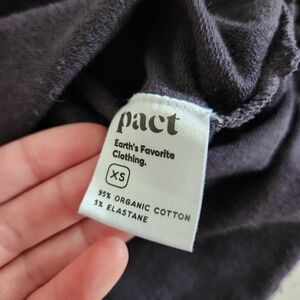 pact
Earth's Favorite
Clothing.
XS
95% ORGANIC COTTON
5% ELASTANE